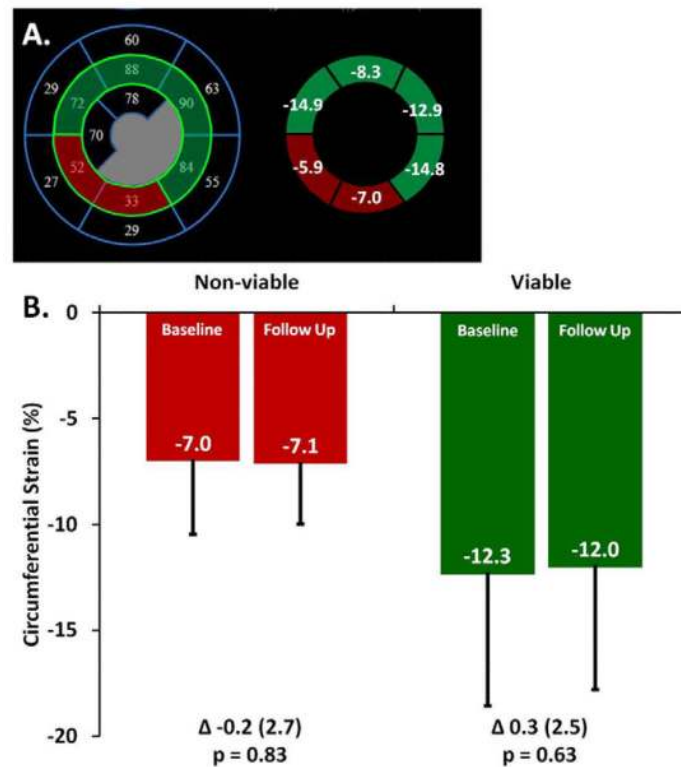 A.
60
88
29
63
72
78
90
70
52
84
27
55
33
29
-8.3
-14.9
-12.9
-5.9
-14.8
-7.0
B.
Non-viable
Viable
0
-5
-10
-15
-20
Circumferential Strain (%)
Baseline
Follow Up
Baseline
Follow Up
-7.0
-7.1
-12.3
-12.0
Δ -0.2 (2.7)
p = 0.83
Δ 0.3 (2.5)
p = 0.63